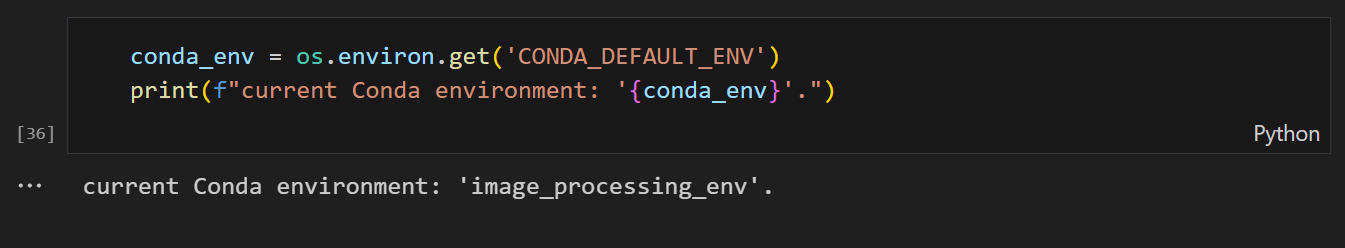 conda_env = os.environ.get('CONDA_DEFAULT_ENV')
print(f"current Conda environment: '{conda_env}'.")
[36]
Python
... current Conda environment: 'image_processing_env'.